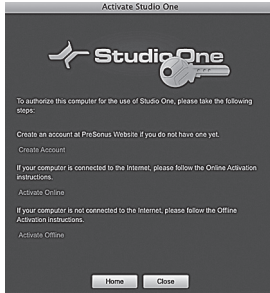 Activate Studio One
Studio One
To authorize this computer for the use of Studio One, please take the following
steps:
Create an account at PreSonus Website if you do not have one yet.
Create Account
If your computer is connected to the Internet, please follow the Online Activation
instructions.
Activate Online
If your computer is not connected to the Internet, please follow the Offline
Activation instructions.
Activate Offline
Home Close